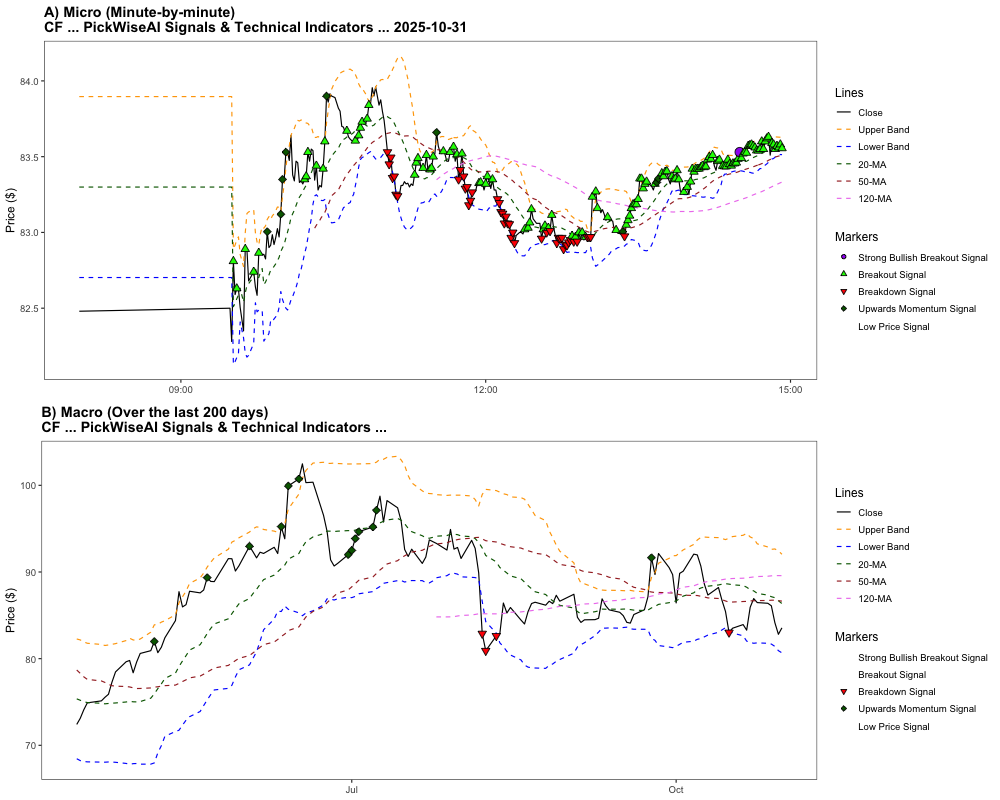 A) Micro (Minute-by-minute)
CF ... PickWiseAI Signals & Technical Indicators ... 2025-10-31
Price ($)
84.0
83.5
83.0
82.5
09:00
12:00
15:00
Lines
Close
Upper Band
Lower Band
20-MA
50-MA
120-MA
Markers
Strong Bullish Breakout Signal
Breakout Signal
Breakdown Signal
Upwards Momentum Signal
Low Price Signal
B) Macro (Over the last 200 days)
CF ... PickWiseAI Signals & Technical Indicators ...
Price ($)
100
90
80
70
Jul
Oct
Lines
Close
Upper Band
Lower Band
20-MA
50-MA
120-MA
Markers
Strong Bullish Breakout Signal
Breakout Signal
Breakdown Signal
Upwards Momentum Signal
Low Price Signal